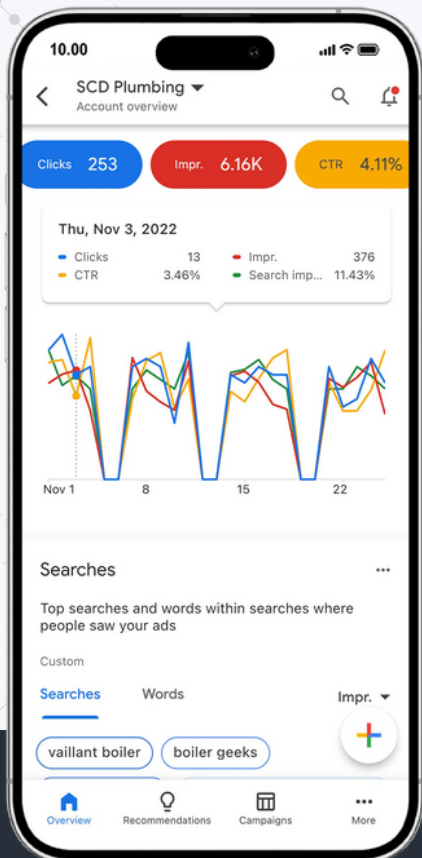 10.00
SCD Plumbing
Account overview
Clicks 253 Impr. 6.16K CTR 4.11%
Thu, Nov 3, 2022
Clicks 13 Impr. 376
CTR 3.46% Search imp... 11.43%
Nov 1 8 15 22
Searches
Top searches and words within searches where
people saw your ads
Custom
Searches Words Impr.
vaillant boiler boiler geeks
Overview Recommendations Campaigns More